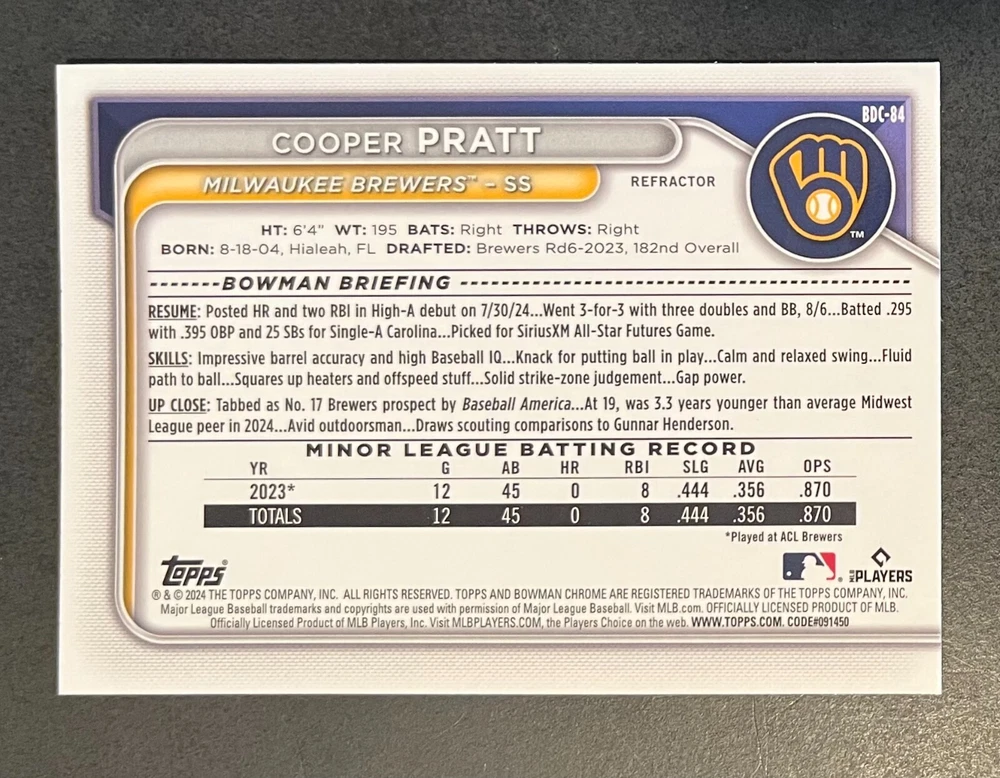 BDC-84
COOPER PRATT
MILWAUKEE BREWERS™ – SS
REFRACTOR
TM
HT: 6'4" WT: 195 BATS: Right THROWS: Right
BORN: 8-18-04, Hialeah, FL DRAFTED: Brewers Rd6-2023, 182nd Overall
BOWMAN BRIEFING
RESUME: Posted HR and two RBI in High-A debut on 7/30/24...Went 3-for-3 with three doubles and BB, 8/6...Batted .295
with .395 OBP and 25 SBs for Single-A Carolina...Picked for SiriusXM All-Star Futures Game.
SKILLS: Impressive barrel accuracy and high Baseball IQ...Knack for putting ball in play...Calm and relaxed swing...Fluid
path to ball...Squares up heaters and offspeed stuff...Solid strike-zone judgement...Gap power.
UP CLOSE: Tabbed as No. 17 Brewers prospect by Baseball America...At 19, was 3.3 years younger than average Midwest
League peer in 2024...Avid outdoorsman...Draws scouting comparisons to Gunnar Henderson.
MINOR LEAGUE BATTING RECORD
YR G AB HR RBI SLG AVG OPS
2023* 12 45 0 8 .444 .356 .870
TOTALS 12 45 0 8 .444 .356 .870
*Played at ACL Brewers
TOPPS®
MLB PLAYERS
® & © 2024 THE TOPPS COMPANY, INC. ALL RIGHTS RESERVED. TOPPS AND BOWMAN CHROME ARE REGISTERED TRADEMARKS OF THE TOPPS COMPANY, INC.
Major League Baseball trademarks and copyrights are used with permission of Major League Baseball. Visit MLB.com. OFFICIALLY LICENSED PRODUCT OF MLB.
Officially Licensed Product of MLB Players, Inc. Visit MLBPLAYERS.COM, the Players Choice on the web. WWW.TOPPS.COM. CODE#091450